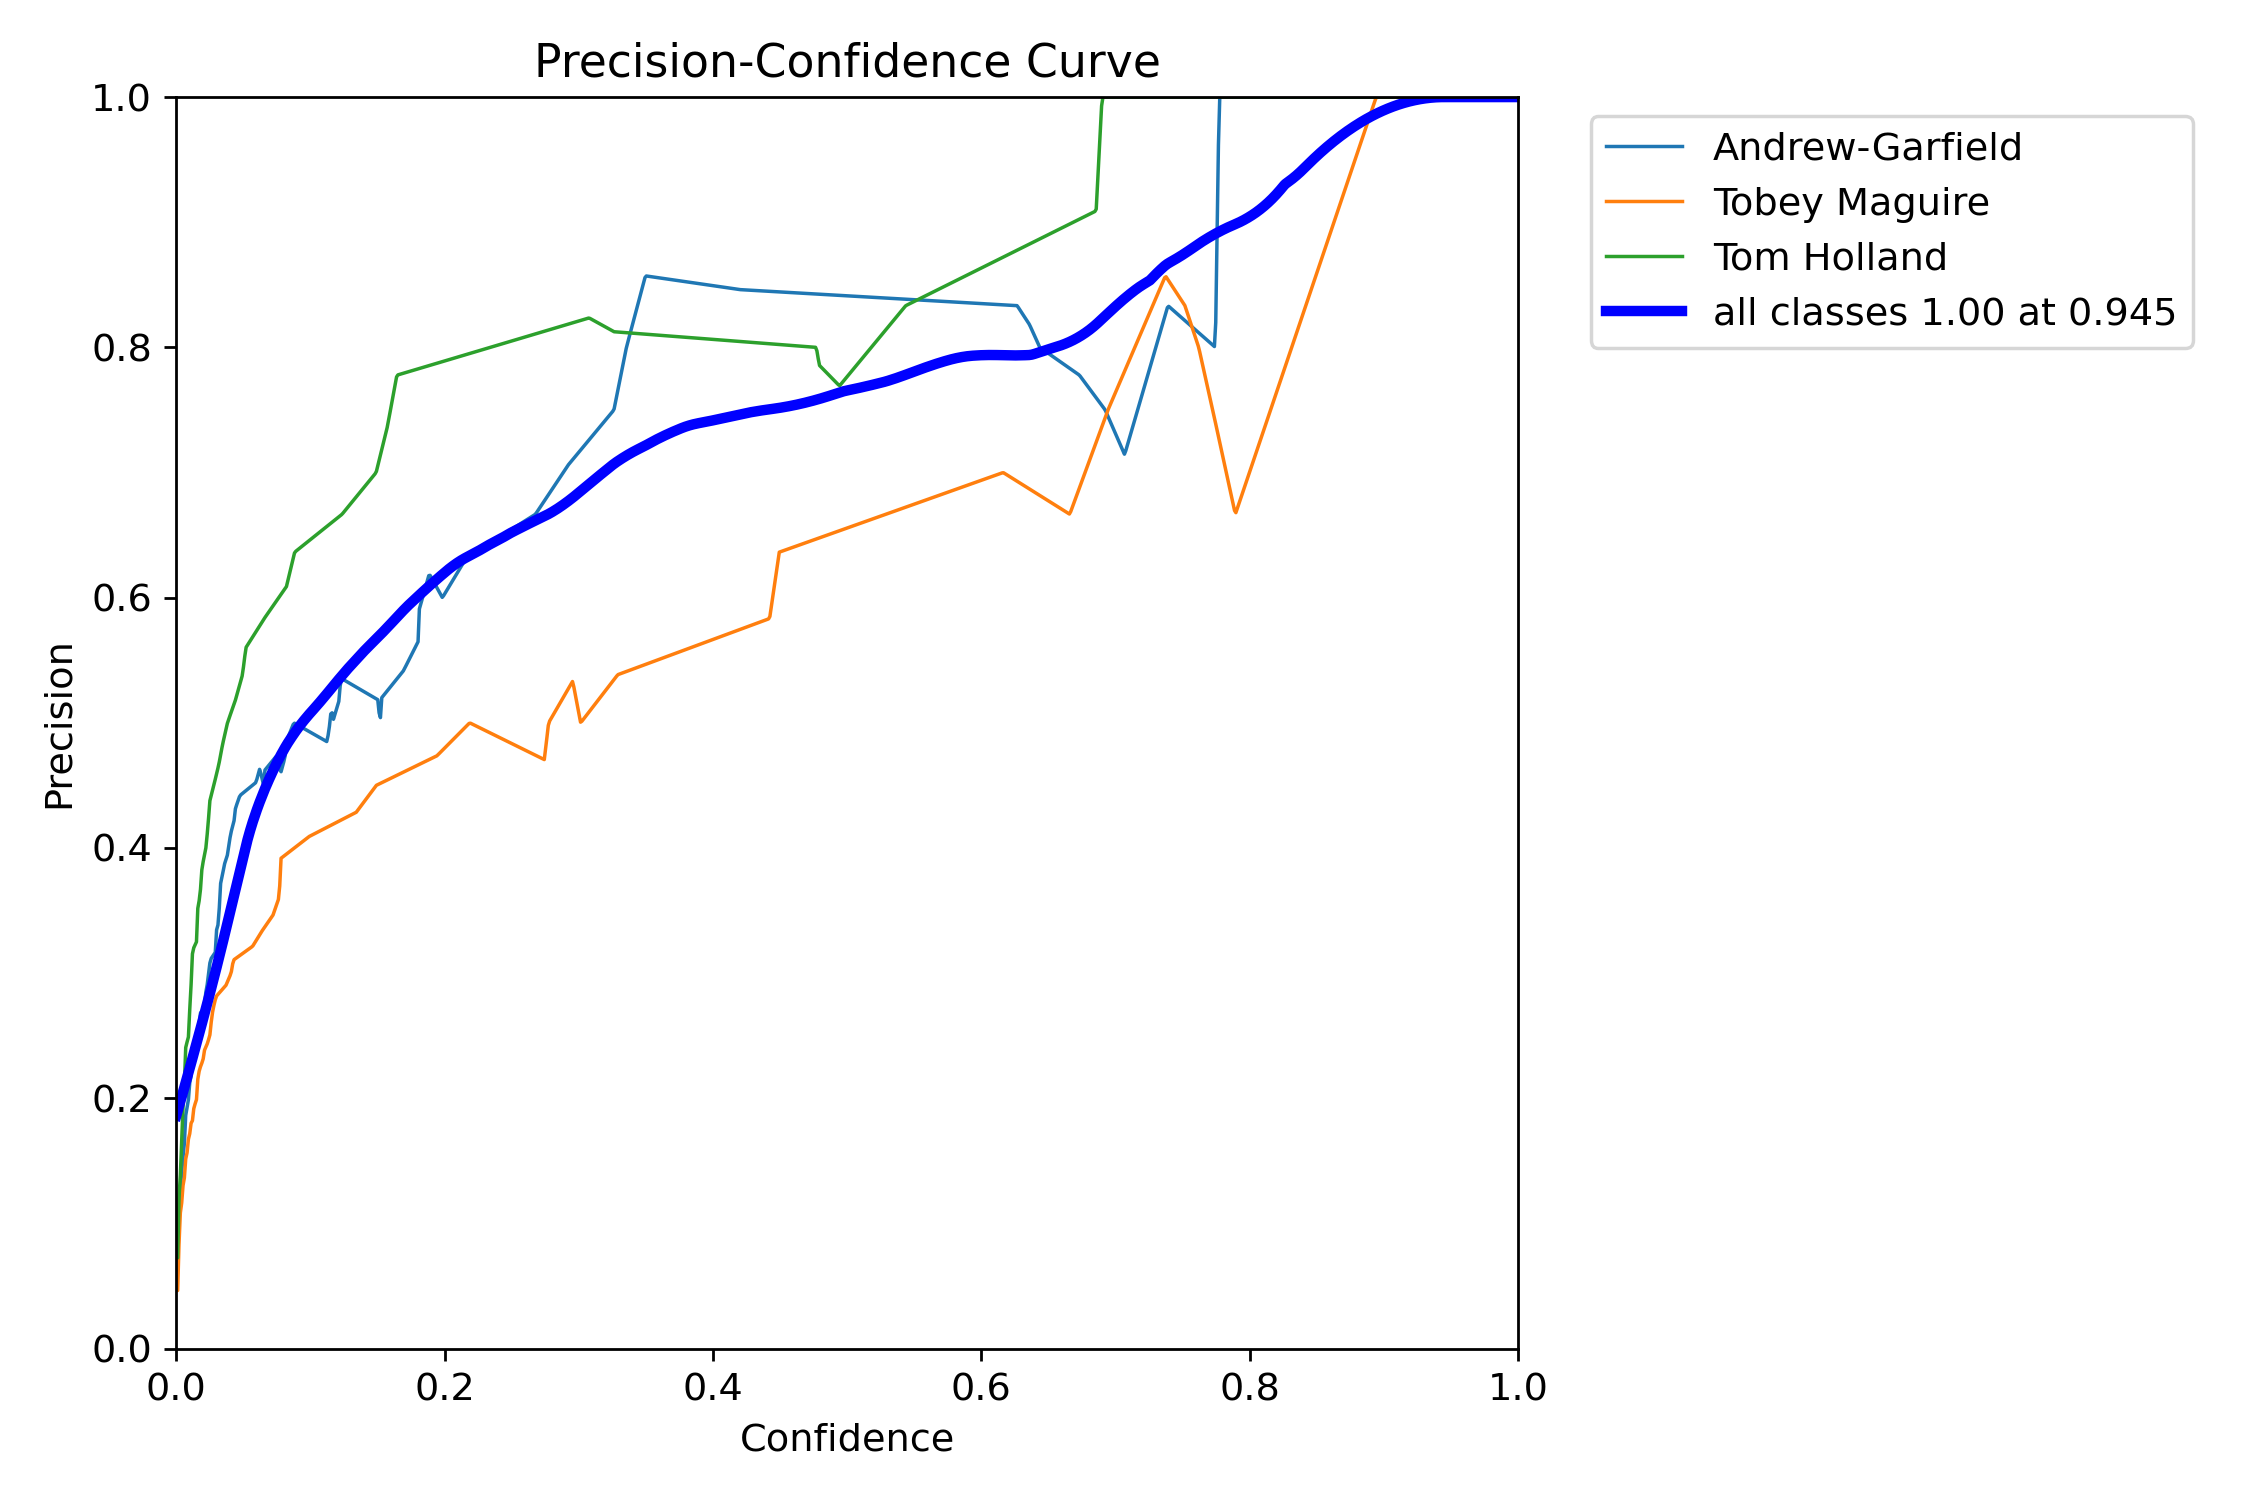 Precision-Confidence Curve
1.0
0.8
0.6
0.4
0.2
0.0
Precision
0.0 0.2 0.4 0.6 0.8 1.0
Confidence
Andrew-Garfield
Tobey Maguire
Tom Holland
all classes 1.00 at 0.945